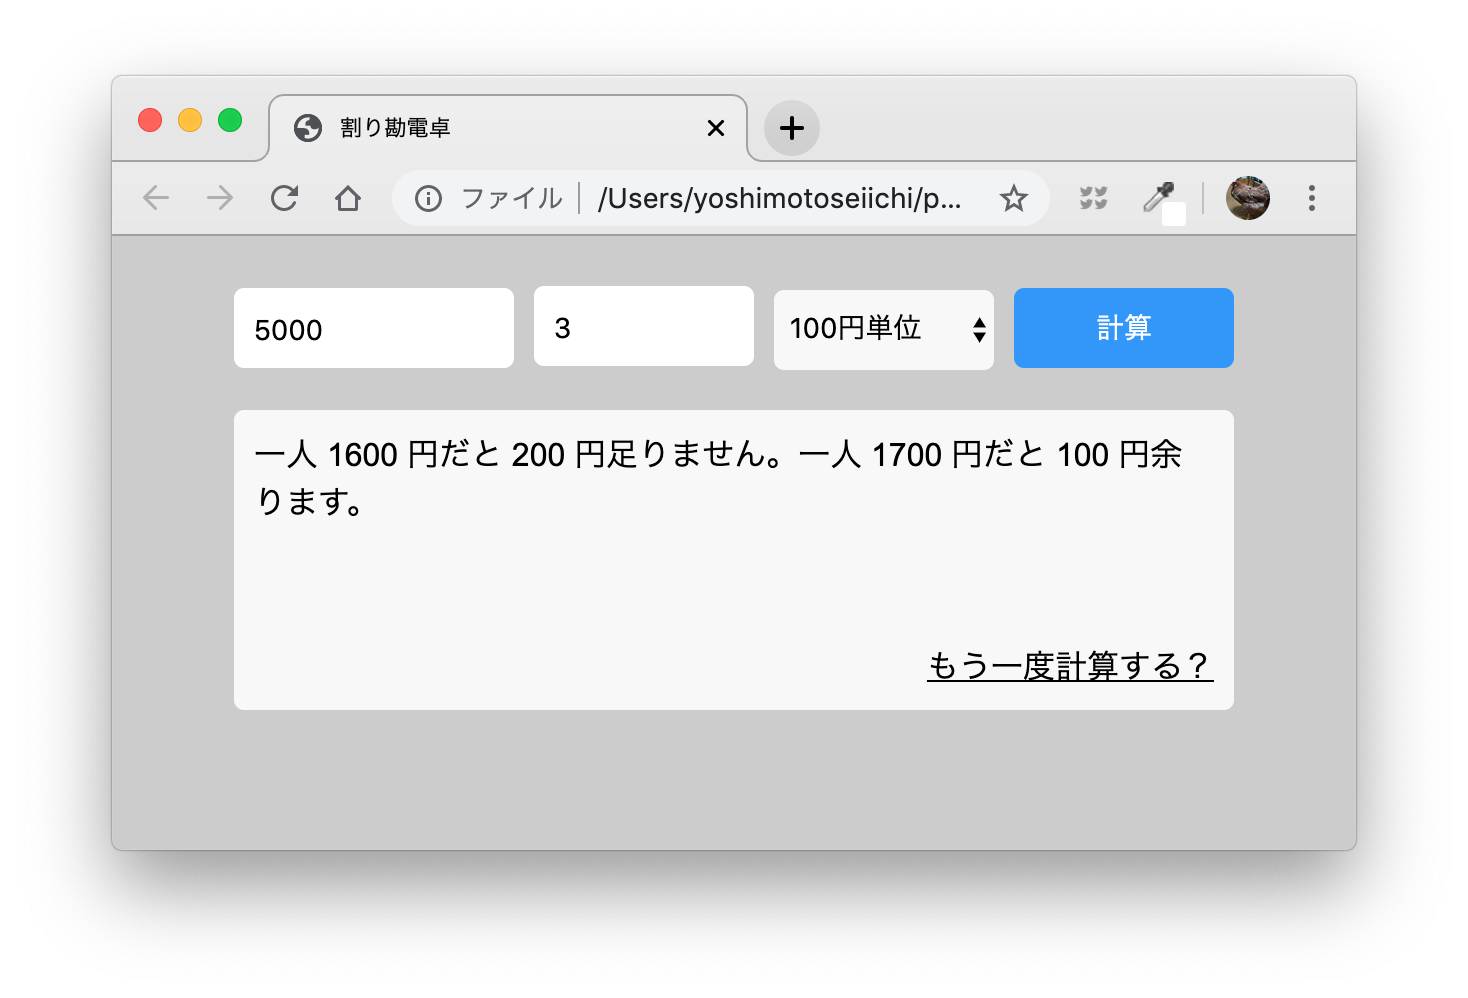 割り勘電卓
ファイル | /Users/yoshimotoseiichi/p...
5000
3
100円単位
計算
一人 1600 円だと 200 円足りません。一人 1700 円だと 100 円余
ります。
もう一度計算する？